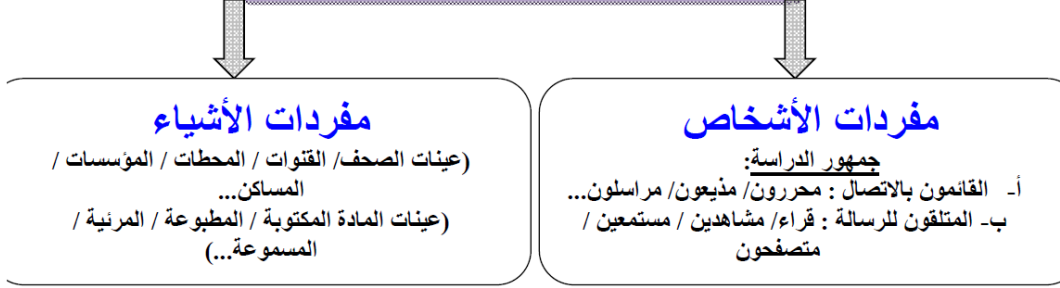 مفردات الأشخاص
جمهور الدراسة:
أ- القائمون بالاتصال : محررون/ مذيعون/ مراسلون...
ب- المتلقون للرسالة : قراء/ مشاهدين / مستمعين /
متصفحون
مفردات الأشياء
(عينات الصحف/ القنوات / المحطات / المؤسسات /
المساكن...
(عينات المادة المكتوبة / المطبوعة / المرئية /
المسموعة...)